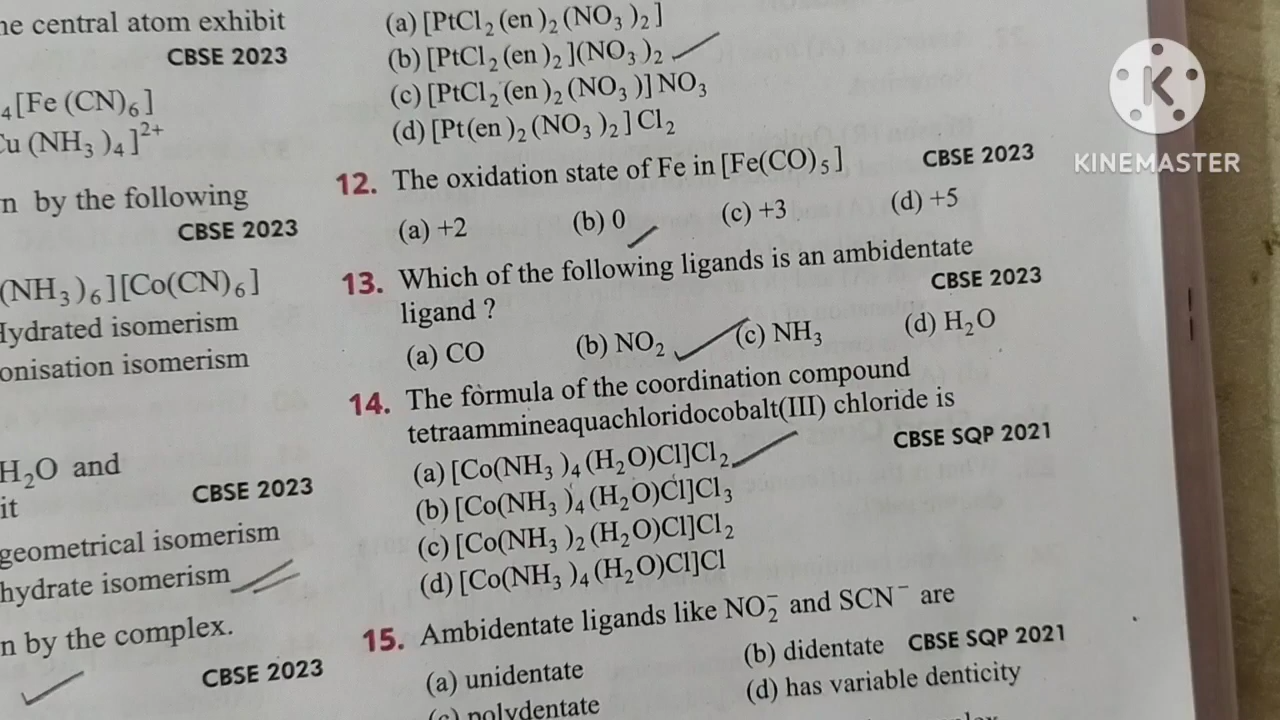 ne central atom exhibit
CBSE 2023
4[Fe (CN)6]
Cu (NH3)4]2+
n by the following
CBSE 2023
(NH3)6][Co(CN)6]
Hydrated isomerism
onisation isomerism
H2O and
it
CBSE 2023
geometrical isomerism
hydrate isomerism
n by the complex.
CBSE 2023
(a) [PtCl2(en)2(NO3)2]
(b) [PtCl2(en)2](NO3)2
(c) [PtCl2(en)2(NO3)] NO3
(d) [Pt(en)2(NO3)2] Cl2
12. The oxidation state of Fe in [Fe(CO)5] CBSE 2023
(a) +2 (b) 0 (c) +3 (d) +5
13. Which of the following ligands is an ambidentate
ligand ? CBSE 2023
(a) CO (b) NO2 (c) NH3 (d) H2O
14. The formula of the coordination compound
tetraammineaquachloridocobalt(III) chloride is
CBSE SQP 2021
(a) [Co(NH3)4(H2O)Cl]Cl2
(b) [Co(NH3)4(H2O)Cl]Cl3
(c) [Co(NH3)2(H2O)Cl]Cl2
(d) [Co(NH3)4(H2O)Cl]Cl
15. Ambidentate ligands like NO2- and SCN- are
CBSE SQP 2021
(a) unidentate (b) didentate
(c) polydentate (d) has variable denticity
K
KINEMASTER